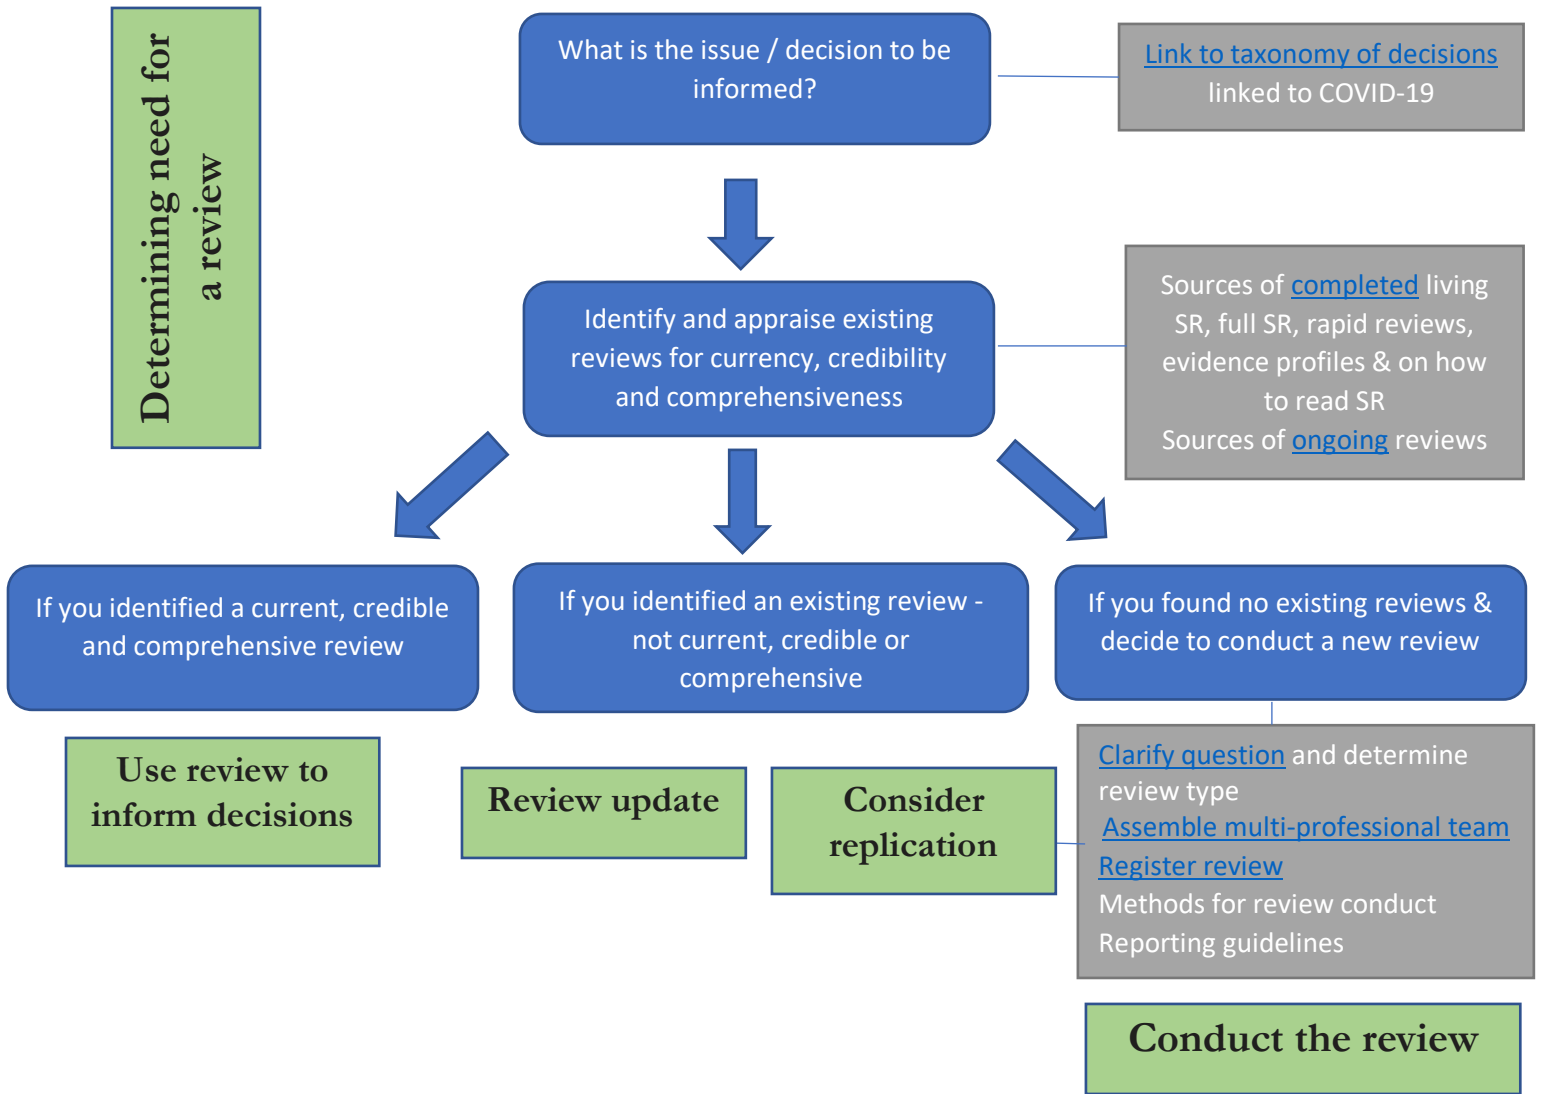 Determining need for
a review
What is the issue / decision to be
informed?
Link to taxonomy of decisions
linked to COVID-19
Identify and appraise existing
reviews for currency, credibility
and comprehensiveness
Sources of completed living
SR, full SR, rapid reviews,
evidence profiles & on how
to read SR
Sources of ongoing reviews
If you identified a current, credible
and comprehensive review
If you identified an existing review -
not current, credible or
comprehensive
If you found no existing reviews &
decide to conduct a new review
Use review to
inform decisions
Review update
Consider
replication
Clarify question and determine
review type
Assemble multi-professional team
Register review
Methods for review conduct
Reporting guidelines
Conduct the review